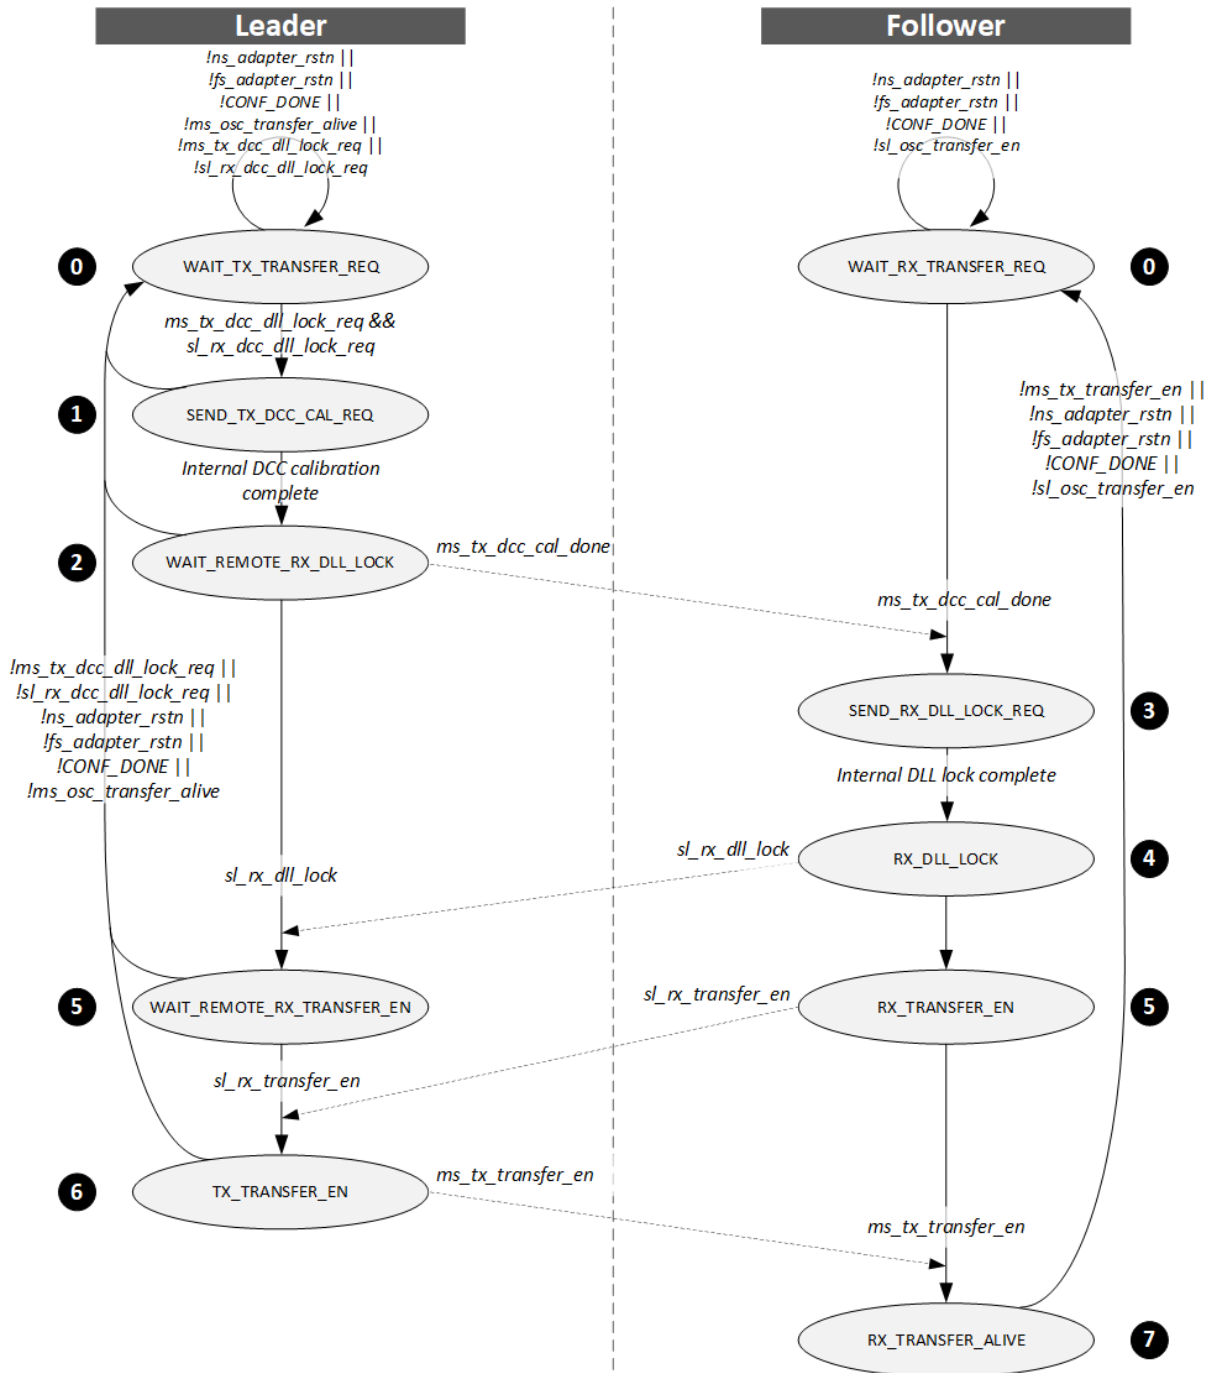 Leader
!ns_adapter_rstn ||
!fs_adapter_rstn ||
!CONF_DONE ||
!ms_osc_transfer_alive ||
!ms_tx_dcc_dll_lock_req ||
!sl_rx_dcc_dll_lock_req
0
WAIT_TX_TRANSFER_REQ
ms_tx_dcc_dll_lock_req &&
sl_rx_dcc_dll_lock_req
1
SEND_TX_DCC_CAL_REQ
Internal DCC calibration
complete
2
WAIT_REMOTE_RX_DLL_LOCK
ms_tx_dcc_cal_done
!ms_tx_dcc_dll_lock_req ||
!sl_rx_dcc_dll_lock_req ||
!ns_adapter_rstn ||
!fs_adapter_rstn ||
!CONF_DONE ||
!ms_osc_transfer_alive
sl_rx_dll_lock
5
WAIT_REMOTE_RX_TRANSFER_EN
sl_rx_transfer_en
6
TX_TRANSFER_EN
ms_tx_transfer_en
Follower
!ns_adapter_rstn ||
!fs_adapter_rstn ||
!CONF_DONE ||
!sl_osc_transfer_en
WAIT_RX_TRANSFER_REQ
0
!ms_tx_transfer_en ||
!ns_adapter_rstn ||
!fs_adapter_rstn ||
!CONF_DONE ||
!sl_osc_transfer_en
ms_tx_dcc_cal_done
SEND_RX_DLL_LOCK_REQ
3
Internal DLL lock complete
sl_rx_dll_lock
RX_DLL_LOCK
4
sl_rx_transfer_en
RX_TRANSFER_EN
5
ms_tx_transfer_en
RX_TRANSFER_ALIVE
7